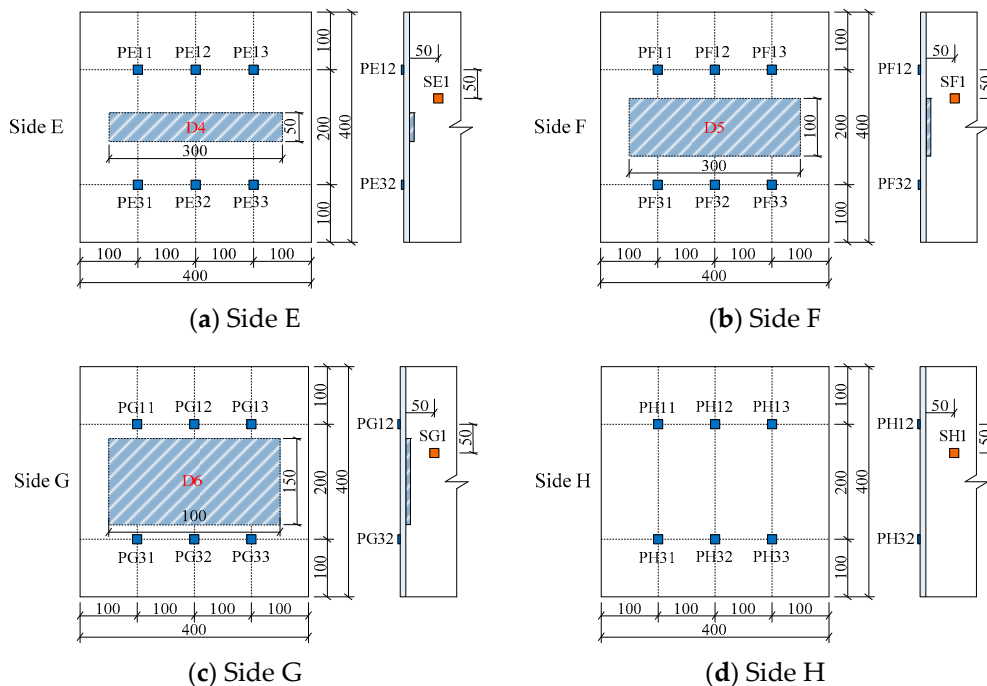 PE11 PE12 PE13
100
50
PE12
SE1
50
Side E
D4
50
300
200
400
PE31 PE32 PE33
PE32
100
100 100 100 100
400
(a) Side E
PF11 PF12 PF13
100
50
PF12
SF1
50
Side F
D5
100
300
200
400
PF31 PF32 PF33
PF32
100
100 100 100 100
400
(b) Side F
PG11 PG12 PG13
100
50
PG12
SG1
50
Side G
D6
150
100
200
400
PG31 PG32 PG33
PG32
100
100 100 100 100
400
(c) Side G
PH11 PH12 PH13
100
50
PH12
SH1
50
Side H
200
400
PH31 PH32 PH33
PH32
100
100 100 100 100
400
(d) Side H